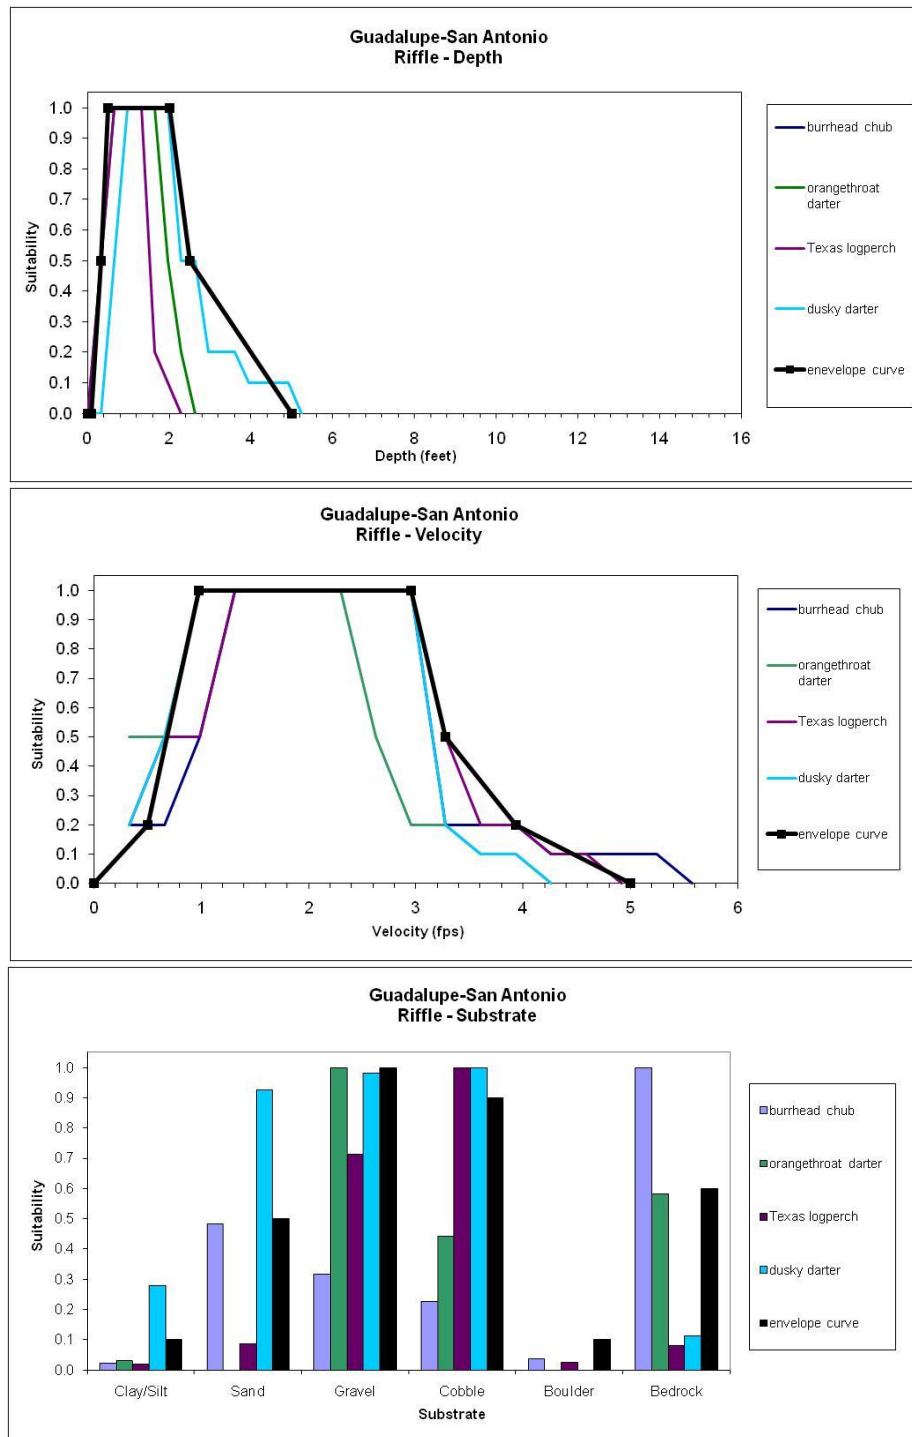 Guadalupe-San Antonio
Riffle - Depth
Suitability
1.0
0.9
0.8
0.7
0.6
0.5
0.4
0.3
0.2
0.1
0.0
0 2 4 6 8 10 12 14 16
Depth (feet)
burrhead chub
orangethroat
darter
Texas logperch
dusky darter
enevelope curve
Guadalupe-San Antonio
Riffle - Velocity
Suitability
1.0
0.9
0.8
0.7
0.6
0.5
0.4
0.3
0.2
0.1
0.0
0 1 2 3 4 5 6
Velocity (fps)
burrhead chub
orangethroat
darter
Texas logperch
dusky darter
envelope curve
Guadalupe-San Antonio
Riffle - Substrate
Suitability
1.0
0.9
0.8
0.7
0.6
0.5
0.4
0.3
0.2
0.1
0.0
Clay/Silt Sand Gravel Cobble Boulder Bedrock
Substrate
burrhead chub
orangethroat darter
Texas logperch
dusky darter
envelope curve